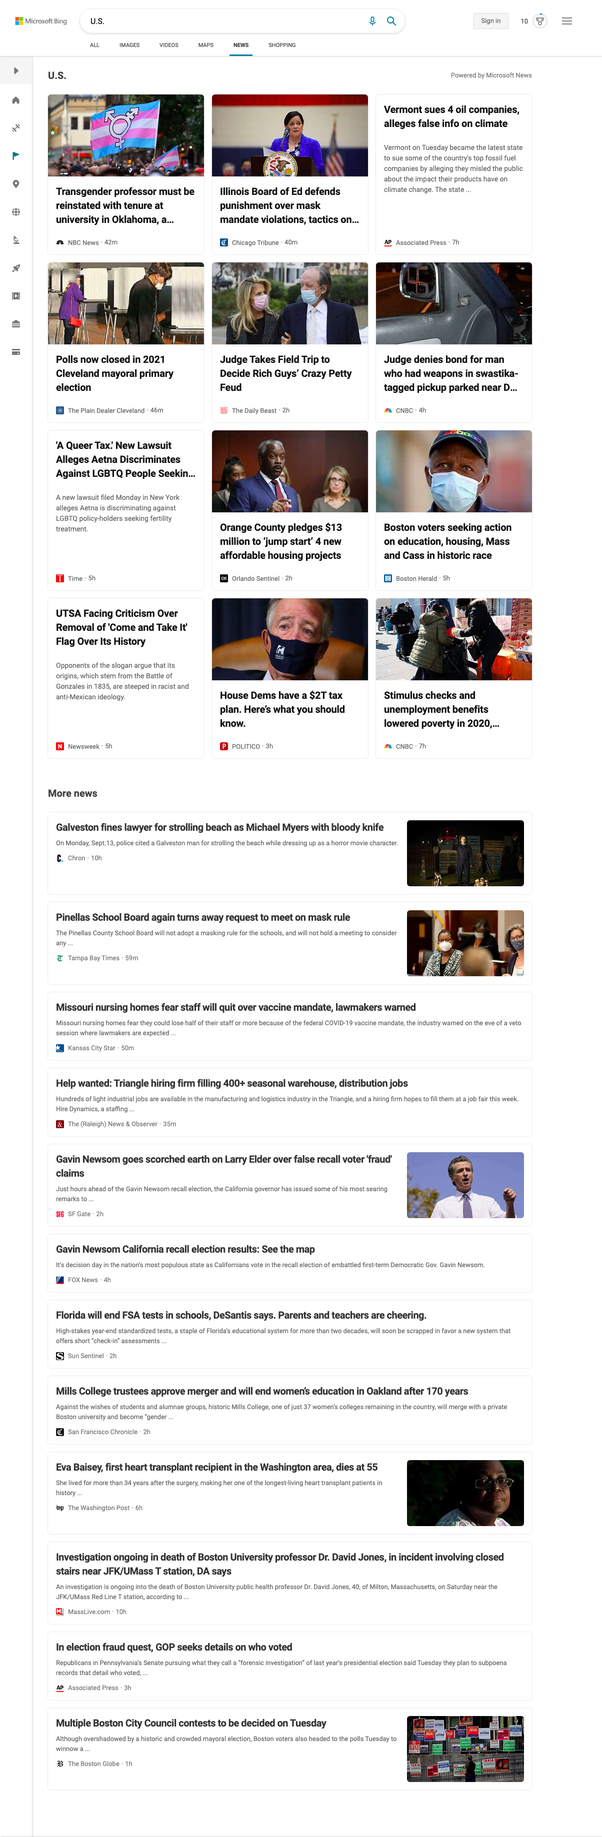 Microsoft Bing
U.S.
Sign in
10
ALL
IMAGES
VIDEOS
MAPS
NEWS
SHOPPING
U.S.
Powered by Microsoft News
Transgender professor must be
reinstated with tenure at
university in Oklahoma, a...
NBC News · 42m
Illinois Board of Ed defends
punishment over mask
mandate violations, tactics on...
Chicago Tribune · 40m
Vermont sues 4 oil companies,
alleges false info on climate
Vermont on Tuesday became the latest state
to sue some of the country's top fossil fuel
companies by alleging they misled the public
about the impact their products have on
climate change. The state ...
AP
Associated Press · 7h
Polls now closed in 2021
Cleveland mayoral primary
election
The Plain Dealer Cleveland · 46m
Judge Takes Field Trip to
Decide Rich Guys' Crazy Petty
Feud
The Daily Beast · 2h
Judge denies bond for man
who had weapons in swastika-
tagged pickup parked near D...
CNBC · 4h
'A Queer Tax.' New Lawsuit
Alleges Aetna Discriminates
Against LGBTQ People Seekin...
A new lawsuit filed Monday in New York
alleges Aetna is discriminating against
LGBTQ policy-holders seeking fertility
treatment.
Time · 5h
Orange County pledges $13
million to 'jump start' 4 new
affordable housing projects
Orlando Sentinel · 2h
Boston voters seeking action
on education, housing, Mass
and Cass in historic race
Boston Herald · 5h
UTSA Facing Criticism Over
Removal of 'Come and Take It'
Flag Over Its History
Opponents of the slogan argue that its
origins, which stem from the Battle of
Gonzales in 1835, are steeped in racist and
anti-Mexican ideology.
N
Newsweek · 5h
House Dems have a $2T tax
plan. Here's what you should
know.
P
POLITICO · 3h
Stimulus checks and
unemployment benefits
lowered poverty in 2020,...
CNBC · 7h
More news
Galveston fines lawyer for strolling beach as Michael Myers with bloody knife
On Monday, Sept.13, police cited a Galveston man for strolling the beach while dressing up as a horror movie character.
Chron · 10h
Pinellas School Board again turns away request to meet on mask rule
The Pinellas County School Board will not adopt a masking rule for the schools, and will not hold a meeting to consider
any ...
Tampa Bay Times · 59m
Missouri nursing homes fear staff will quit over vaccine mandate, lawmakers warned
Missouri nursing homes fear they could lose half of their staff or more because of the federal COVID-19 vaccine mandate, the industry warned on the eve of a veto
session where lawmakers are expected ...
Kansas City Star · 50m
Help wanted: Triangle hiring firm filling 400+ seasonal warehouse, distribution jobs
Hundreds of light industrial jobs are available in the manufacturing and logistics industry in the Triangle, and a hiring firm hopes to fill them at a job fair this week.
Hire Dynamics, a staffing ...
The (Raleigh) News & Observer · 35m
Gavin Newsom goes scorched earth on Larry Elder over false recall voter 'fraud'
claims
Just hours ahead of the Gavin Newsom recall election, the California governor has issued some of his most searing
remarks to ...
SF Gate · 2h
Gavin Newsom California recall election results: See the map
It's decision day in the nation's most populous state as Californians vote in the recall election of embattled first-term Democratic Gov. Gavin Newsom.
FOX News · 4h
Florida will end FSA tests in schools, DeSantis says. Parents and teachers are cheering.
High-stakes year-end standardized tests, a staple of Florida's educational system for more than two decades, will soon be scrapped in favor a new system that
offers short "check-in" assessments ...
Sun Sentinel · 2h
Mills College trustees approve merger and will end women's education in Oakland after 170 years
Against the wishes of students and alumnae groups, historic Mills College, one of just 37 women's colleges remaining in the country, will merge with a private
Boston university and become "gender ...
San Francisco Chronicle · 2h
Eva Baisey, first heart transplant recipient in the Washington area, dies at 55
She lived for more than 34 years after the surgery, making her one of the longest-living heart transplant patients in
history ...
wp
The Washington Post · 6h
Investigation ongoing in death of Boston University professor Dr. David Jones, in incident involving closed
stairs near JFK/UMass T station, DA says
An investigation is ongoing into the death of Boston University public health professor Dr. David Jones, 40, of Milton, Massachusetts, on Saturday near the
JFK/UMass Red Line T station, according to ...
MassLive.com · 10h
In election fraud quest, GOP seeks details on who voted
Republicans in Pennsylvania's Senate pursuing what they call a "forensic investigation" of last year's presidential election said Tuesday they plan to subpoena
records that detail who voted, ...
AP
Associated Press · 3h
Multiple Boston City Council contests to be decided on Tuesday
Although overshadowed by a historic and crowded mayoral election, Boston voters also headed to the polls Tuesday to
winnow a ...
B
The Boston Globe · 1h